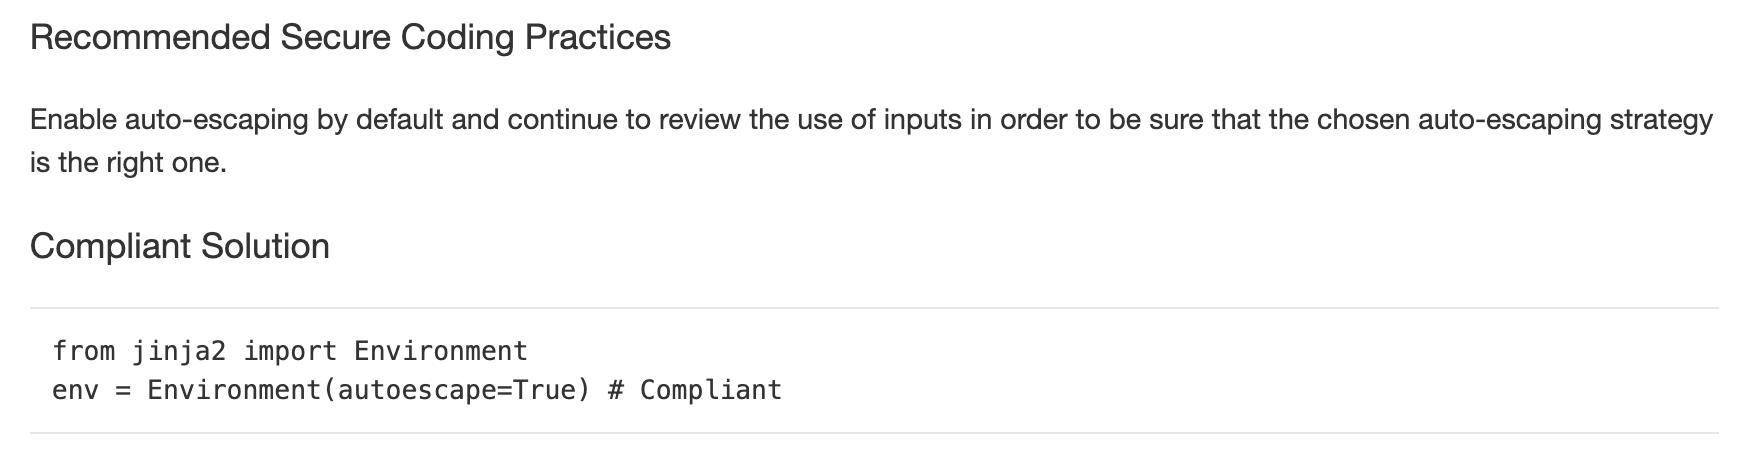 Recommended Secure Coding Practices
Enable auto-escaping by default and continue to review the use of inputs in order to be sure that the chosen auto-escaping strategy
is the right one.
Compliant Solution
from jinja2 import Environment
env = Environment(autoescape=True) # Compliant